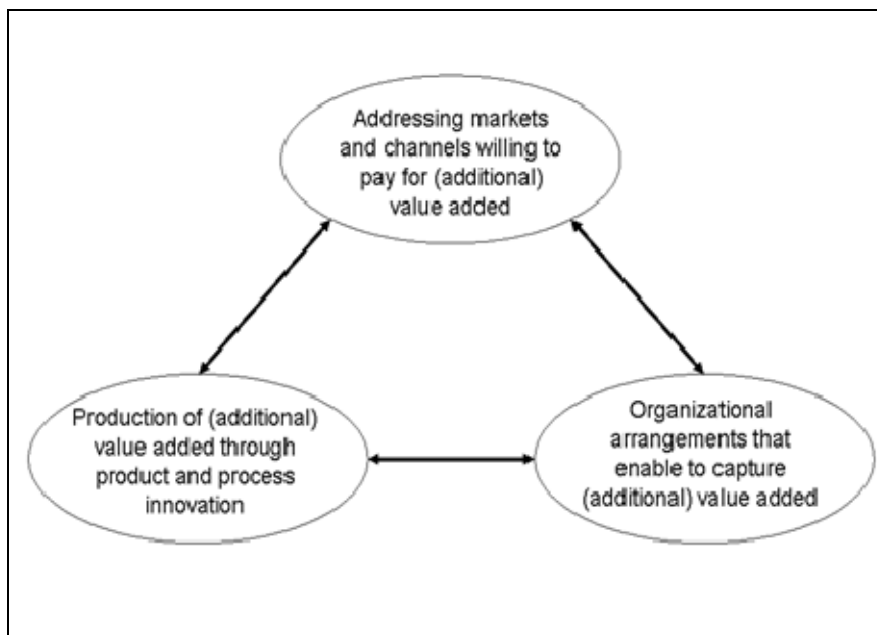 Addressing markets
and channels willing to
pay for (additional)
value added
Production of (additional)
value added through
product and process
innovation
Organizational
arrangements that
enable to capture
(additional) value added